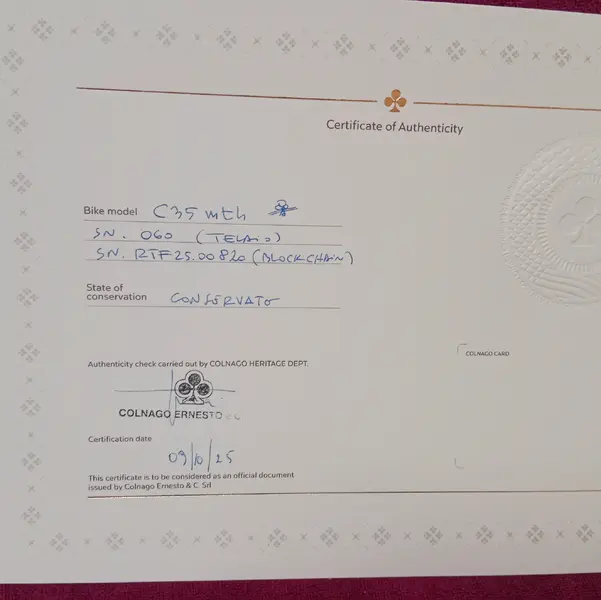 Certificate of Authenticity
Bike model C35 mtb
SN. 060 (TELAIO)
SN. RTF25.00820 (BLOCKCHAIN)
State of
conservation CONSERVATO
COLNAGO CARD
Authenticity check carried out by COLNAGO HERITAGE DEPT.
COLNAGO ERNESTO
Certification date
09/10/25
This certificate is to be considered as an official document
issued by Colnago Ernesto & C. Srl